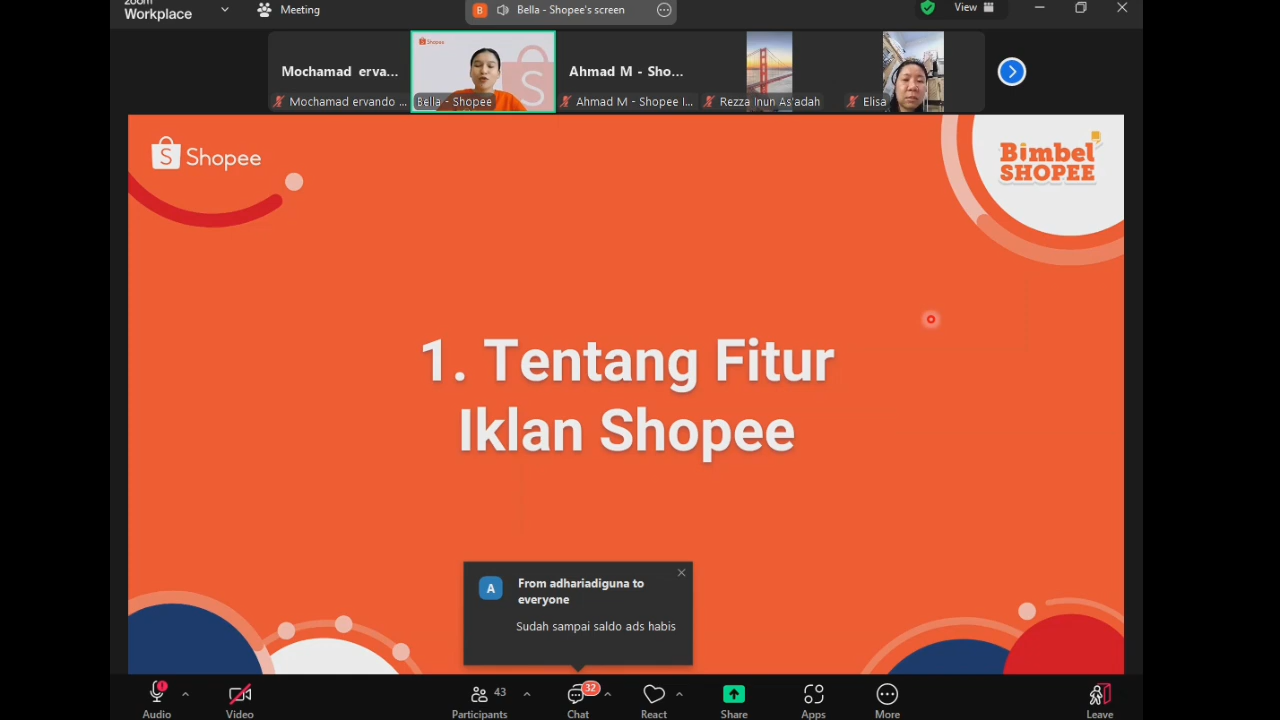 zoom
Workplace
Meeting
B
Bella - Shopee's screen
View
Mochamad erva...
Mochamad ervando ...
Shopee
S
Bella - Shopee
Ahmad M - Sho...
Ahmad M - Shopee I...
Rezza Inun As'adah
Elisa
S Shopee
Bimbel
SHOPEE
1. Tentang Fitur
Iklan Shopee
A
From adhariadiguna to
everyone
Sudah sampai saldo ads habis
Audio
Video
43
Participants
32
Chat
React
Share
Apps
More
Leave